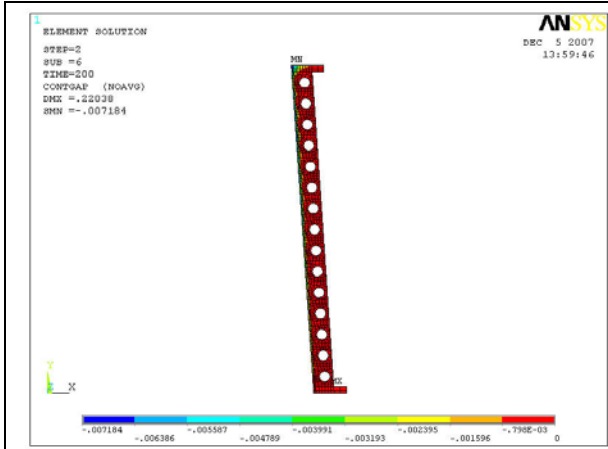 1
ELEMENT SOLUTION
STEP=2
SUB =6
TIME=200
CONTGAP (NOAVG)
DMX =.22038
SMN =-.007184
ANSYS
DEC 5 2007
13:59:46
MN
MX
Y
Z X
-.007184 -.005587 -.003991 -.002395 -.798E-03
-.006386 -.004789 -.003193 -.001596 0